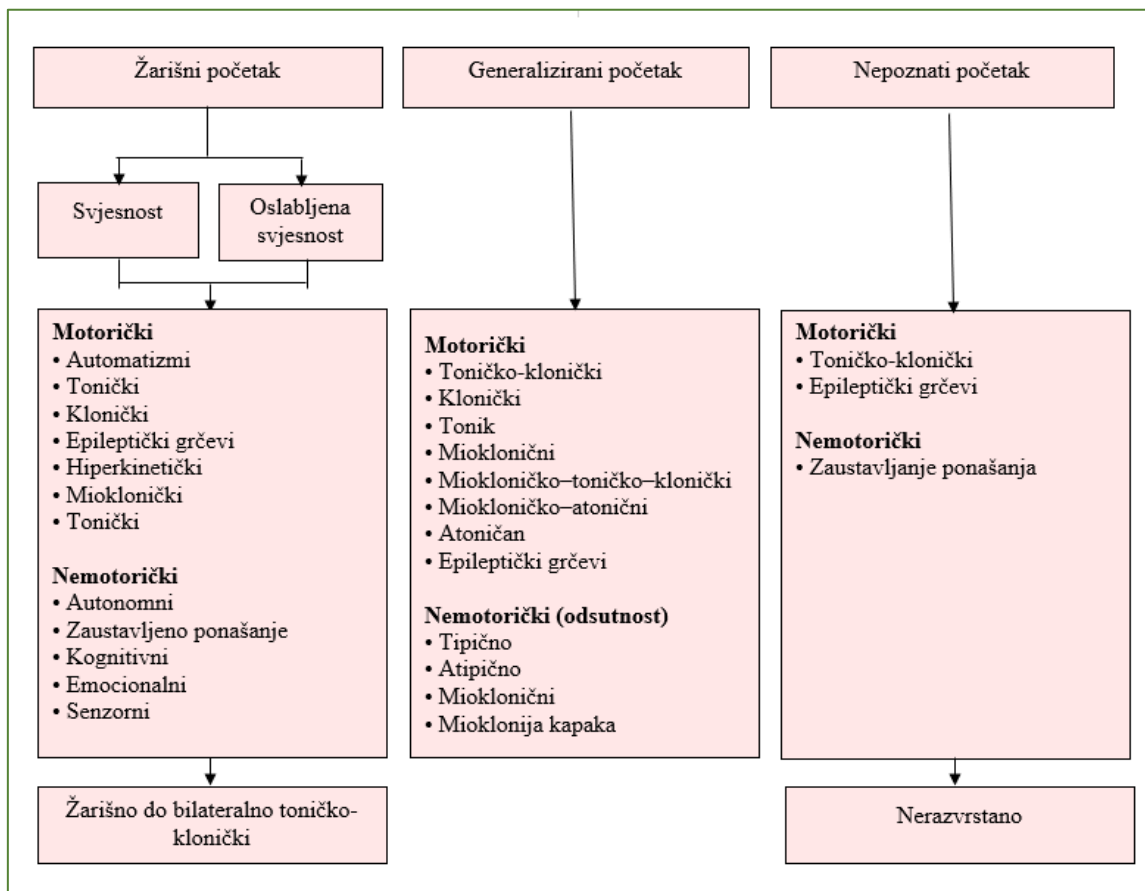 Žarišni početak
Generalizirani početak
Nepoznati početak
Svjesnost
Oslabljena
svjesnost
Motorički
• Automatizmi
• Tonički
• Klonički
• Epileptički grčevi
• Hiperkinetički
• Mioklonički
• Tonički
Nemotorički
• Autonomni
• Zaustavljeno ponašanje
• Kognitivni
• Emocionalni
• Senzorni
Motorički
• Toničko-klonički
• Klonički
• Tonik
• Mioklonični
• Miokloničko–toničko–klonički
• Miokloničko–atonični
• Atoničan
• Epileptički grčevi
Nemotorički (odsutnost)
• Tipično
• Atipično
• Mioklonični
• Mioklonija kapaka
Motorički
• Toničko-klonički
• Epileptički grčevi
Nemotorički
• Zaustavljanje ponašanja
Žarišno do bilateralno toničko-
klonički
Nerazvrstano